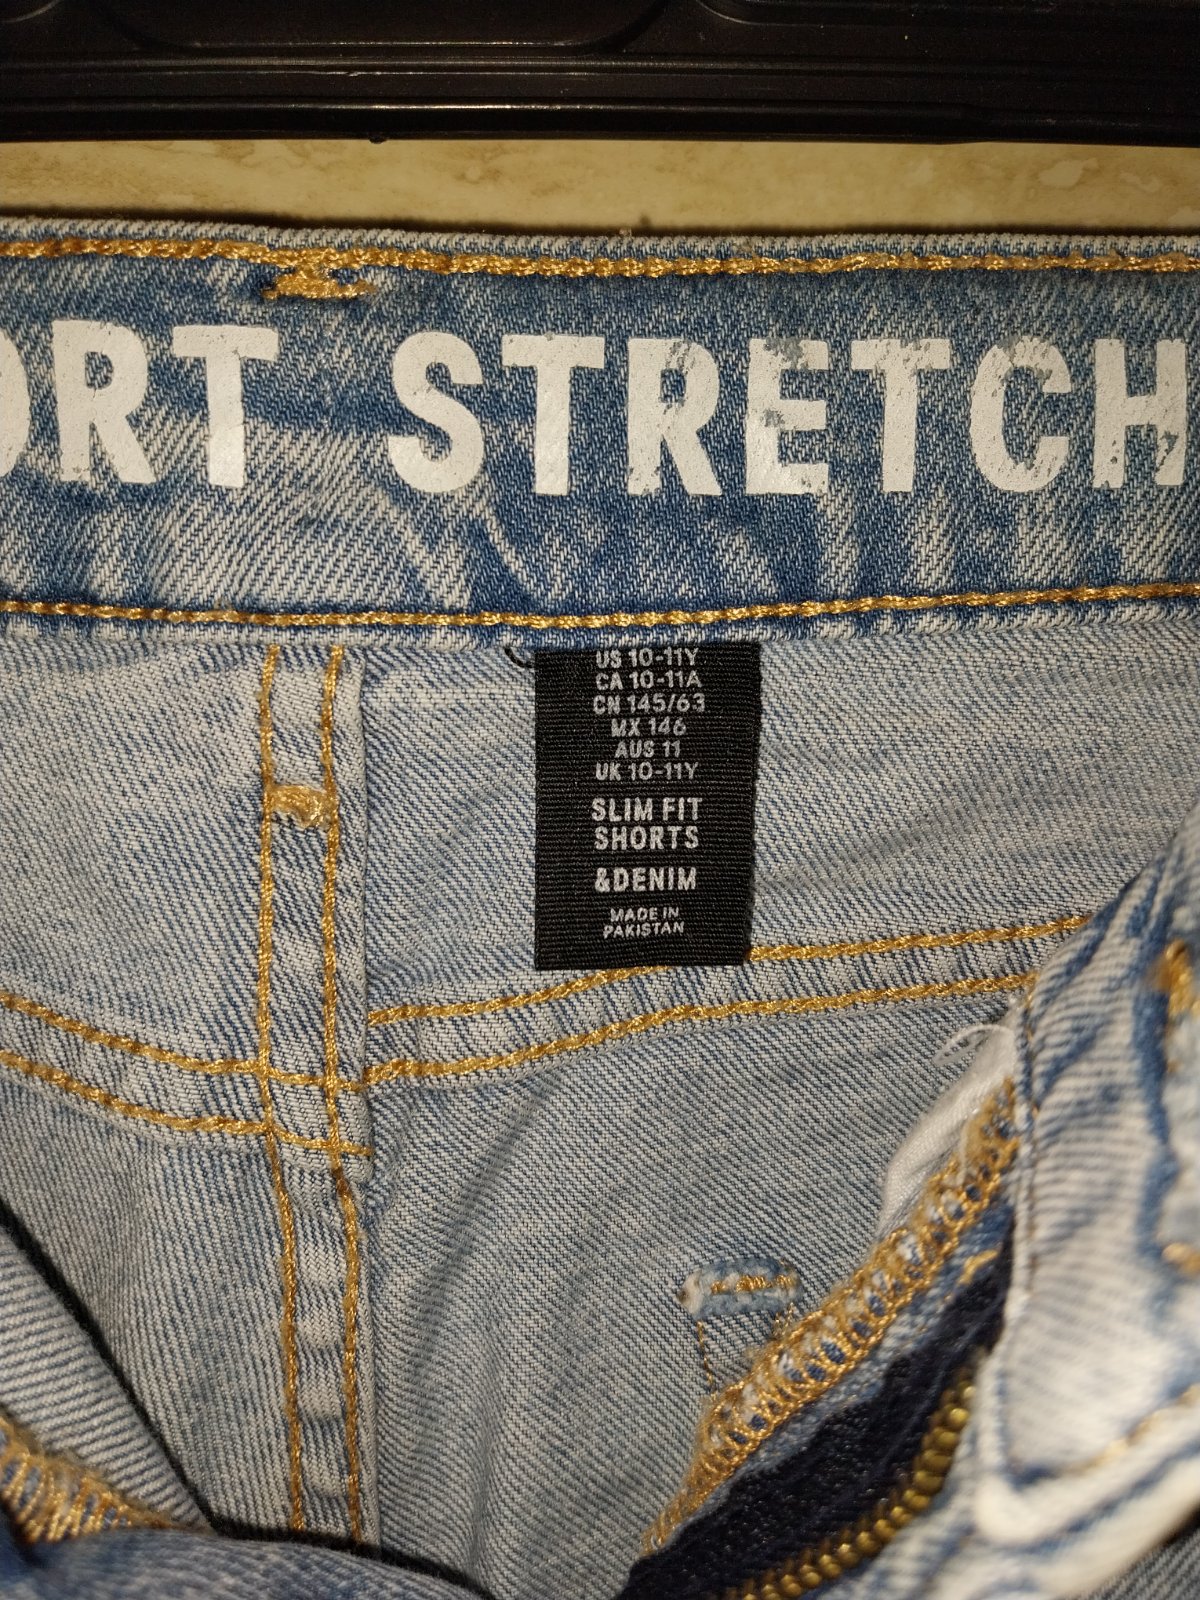 ORT STRETCH
US 10-11Y
CA 10-11A
CN 145/63
MX 146
AUS 11
UK 10-11Y
SLIM FIT
SHORTS
&DENIM
MADE IN
PAKISTAN